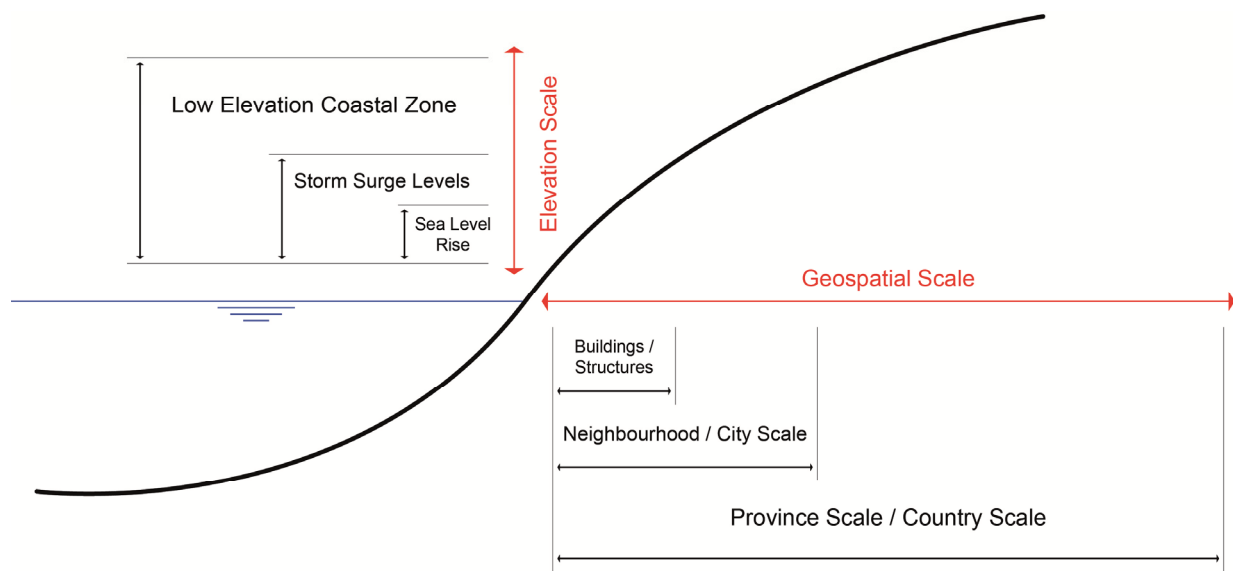 Low Elevation Coastal Zone
Storm Surge Levels
Sea Level
Rise
Elevation Scale
Geospatial Scale
Buildings /
Structures
Neighbourhood / City Scale
Province Scale / Country Scale